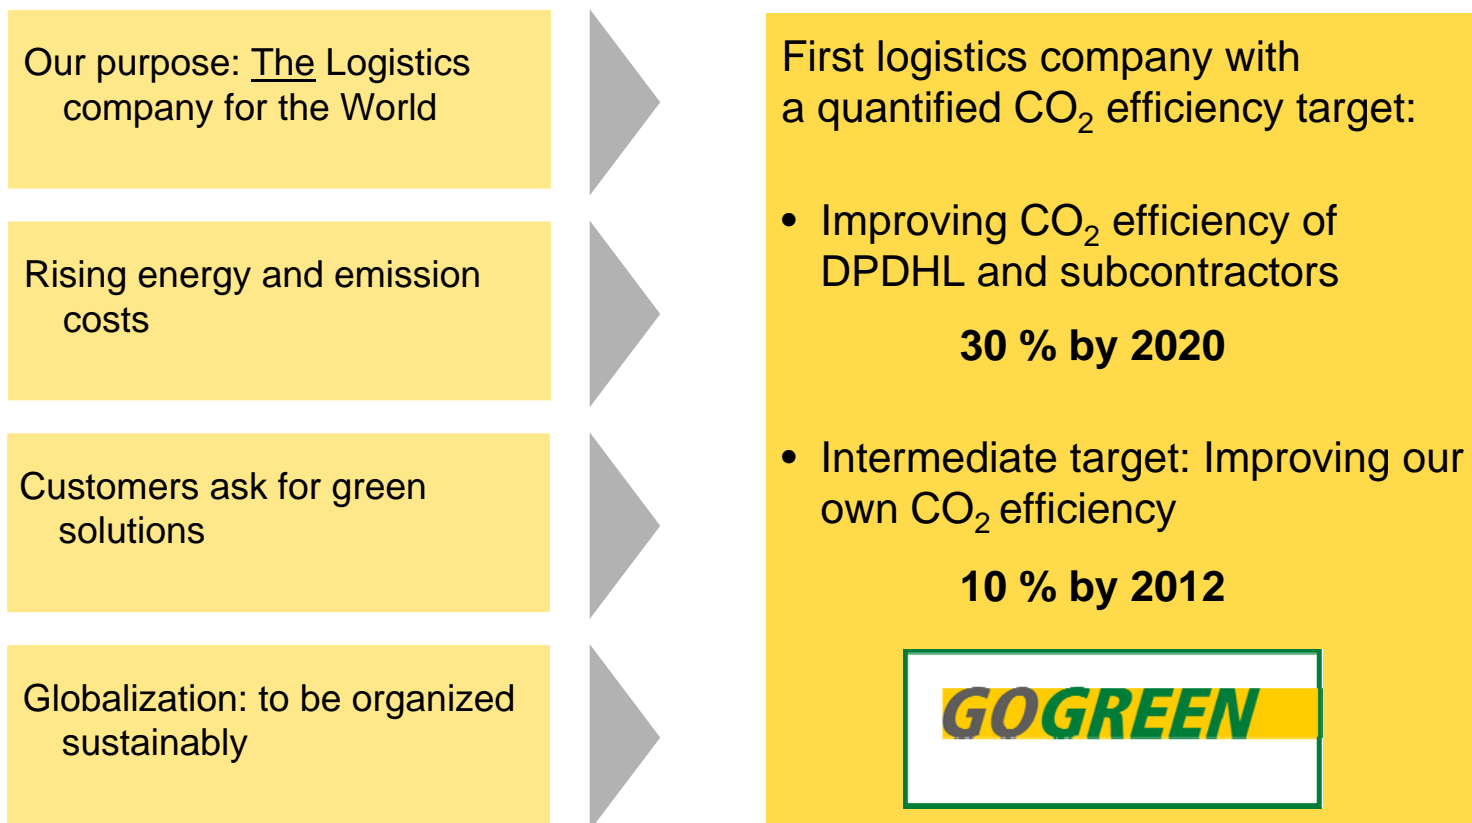 Our purpose: The Logistics
company for the World
Rising energy and emission
costs
Customers ask for green
solutions
Globalization: to be organized
sustainably
First logistics company with
a quantified CO₂ efficiency target:
• Improving CO₂ efficiency of
DPDHL and subcontractors
30 % by 2020
• Intermediate target: Improving our
own CO₂ efficiency
10 % by 2012
GOGREEN